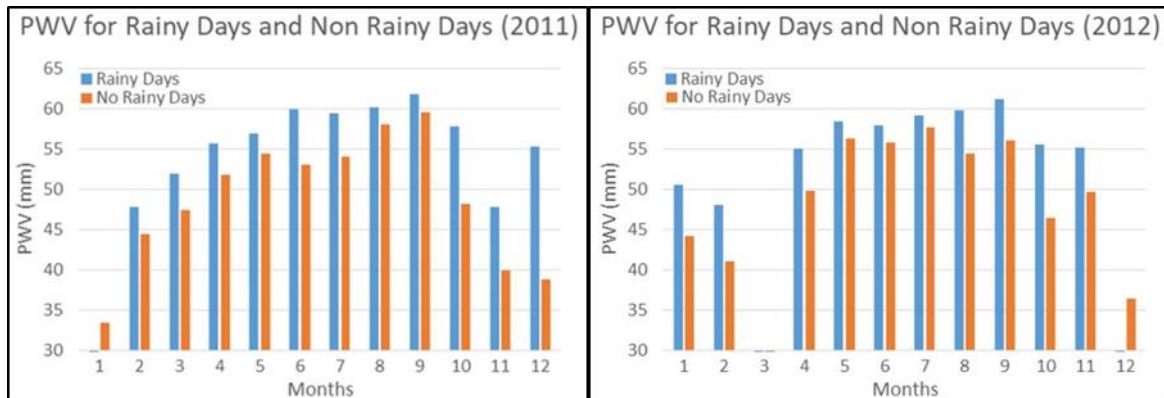 PWV for Rainy Days and Non Rainy Days (2011)
65
60
55
50
45
40
35
30
PWV (mm)
Rainy Days
No Rainy Days
1 2 3 4 5 6 7 8 9 10 11 12
Months
PWV for Rainy Days and Non Rainy Days (2012)
65
60
55
50
45
40
35
30
PWV (mm)
Rainy Days
No Rainy Days
1 2 3 4 5 6 7 8 9 10 11 12
Months